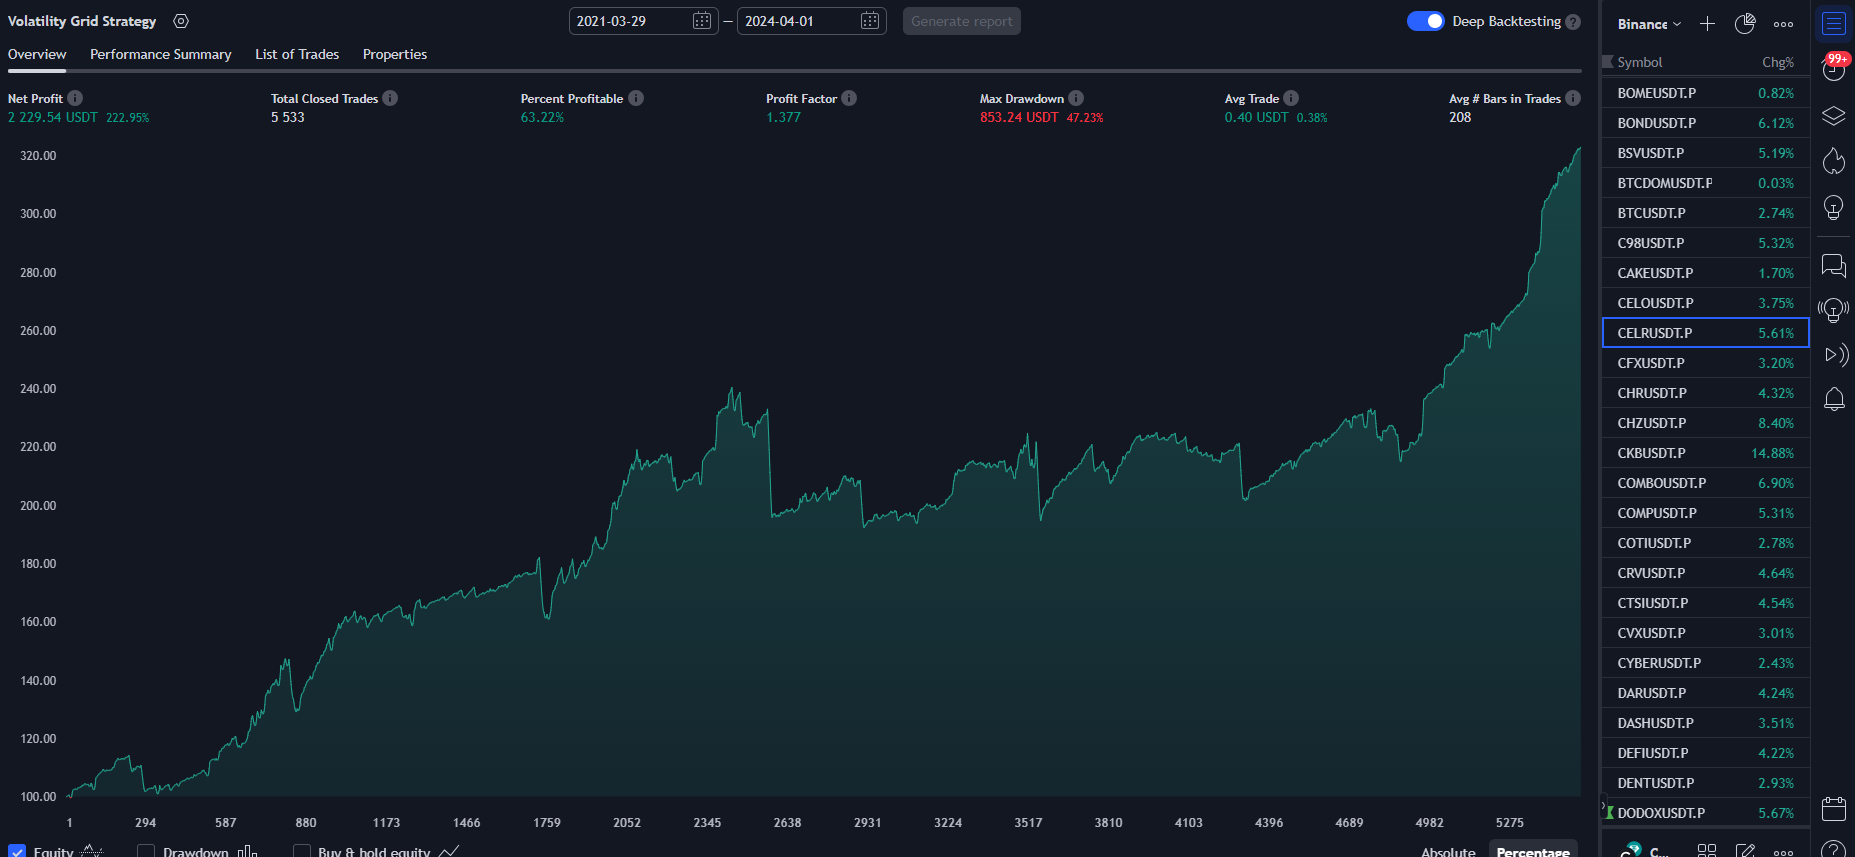 Volatility Grid Strategy
2021-03-29 — 2024-04-01 Generate report
Deep Backtesting ?
Overview Performance Summary List of Trades Properties
Net Profit Total Closed Trades Percent Profitable Profit Factor Max Drawdown Avg Trade Avg # Bars in Trades
2 229.54 USDT 222.95% 5 533 63.22% 1.377 853.24 USDT 47.23% 0.40 USDT 0.38% 208
320.00
300.00
280.00
260.00
240.00
220.00
200.00
180.00
160.00
140.00
120.00
100.00
1 294 587 880 1173 1466 1759 2052 2345 2638 2931 3224 3517 3810 4103 4396 4689 4982 5275
Equity Drawdown Buy & hold equity Absolute Percentage
Binance
Symbol Chg%
BOMEUSDT.P 0.82%
BONDUSDT.P 6.12%
BSVUSDT.P 5.19%
BTCDOMUSDT.P 0.03%
BTCUSDT.P 2.74%
C98USDT.P 5.32%
CAKEUSDT.P 1.70%
CELOUSDT.P 3.75%
CELRUSDT.P 5.61%
CFXUSDT.P 3.20%
CHRUSDT.P 4.32%
CHZUSDT.P 8.40%
CKBUSDT.P 14.88%
COMBOUSDT.P 6.90%
COMPUSDT.P 5.31%
COTIUSDT.P 2.78%
CRVUSDT.P 4.64%
CTSIUSDT.P 4.54%
CVXUSDT.P 3.01%
CYBERUSDT.P 2.43%
DARUSDT.P 4.24%
DASHUSDT.P 3.51%
DEFIUSDT.P 4.22%
DENTUSDT.P 2.93%
DODOXUSDT.P 5.67%
C...
99+